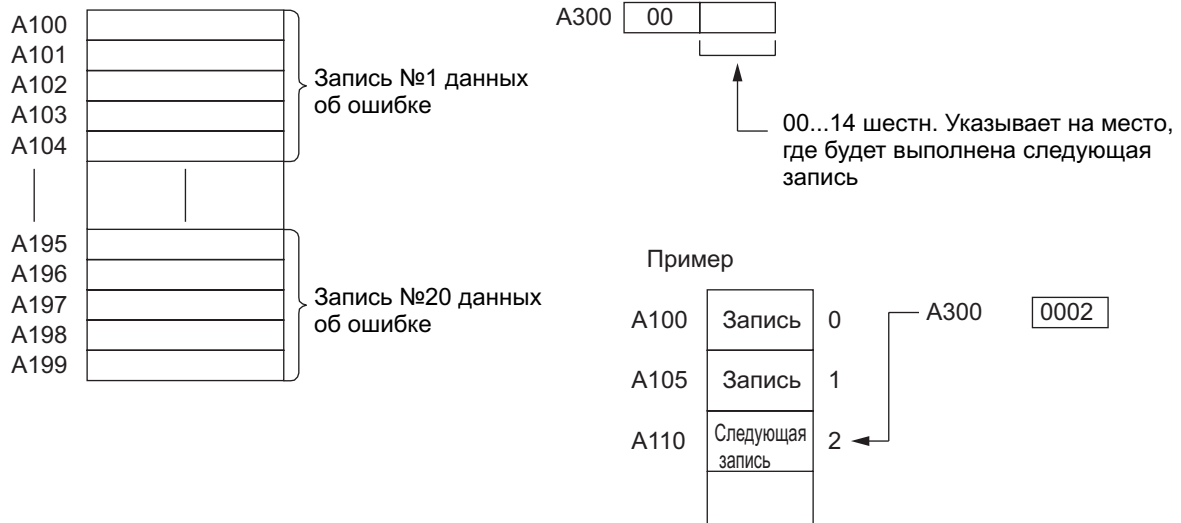 A100
A101
A102
A103
A104
Запись №1 данных
об ошибке
A195
A196
A197
A198
A199
Запись №20 данных
об ошибке
A300 00
00...14 шестн. Указывает на место,
где будет выполнена следующая
запись
Пример
A100 Запись 0
A300 0002
A105 Запись 1
A110 Следующая
запись 2